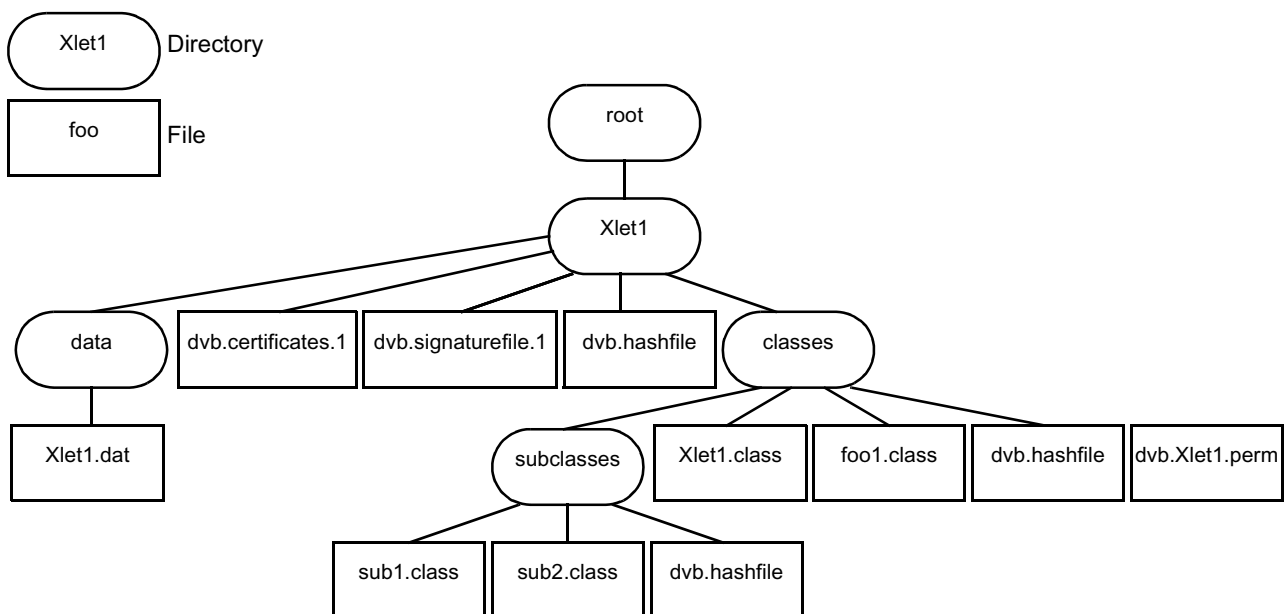 Xlet1
Directory
foo
File
root
Xlet1
data
dvb.certificates.1
dvb.signaturefile.1
dvb.hashfile
classes
Xlet1.dat
subclasses
Xlet1.class
foo1.class
dvb.hashfile
dvb.Xlet1.perm
sub1.class
sub2.class
dvb.hashfile